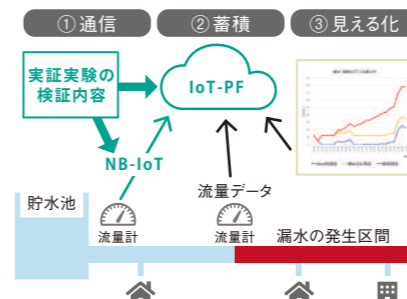 ①通信
②蓄積
③見える化
実証実験の
検証内容
IoT-PF
NB-IoT
流量データ
貯水池
流量計
流量計
漏水の発生区間